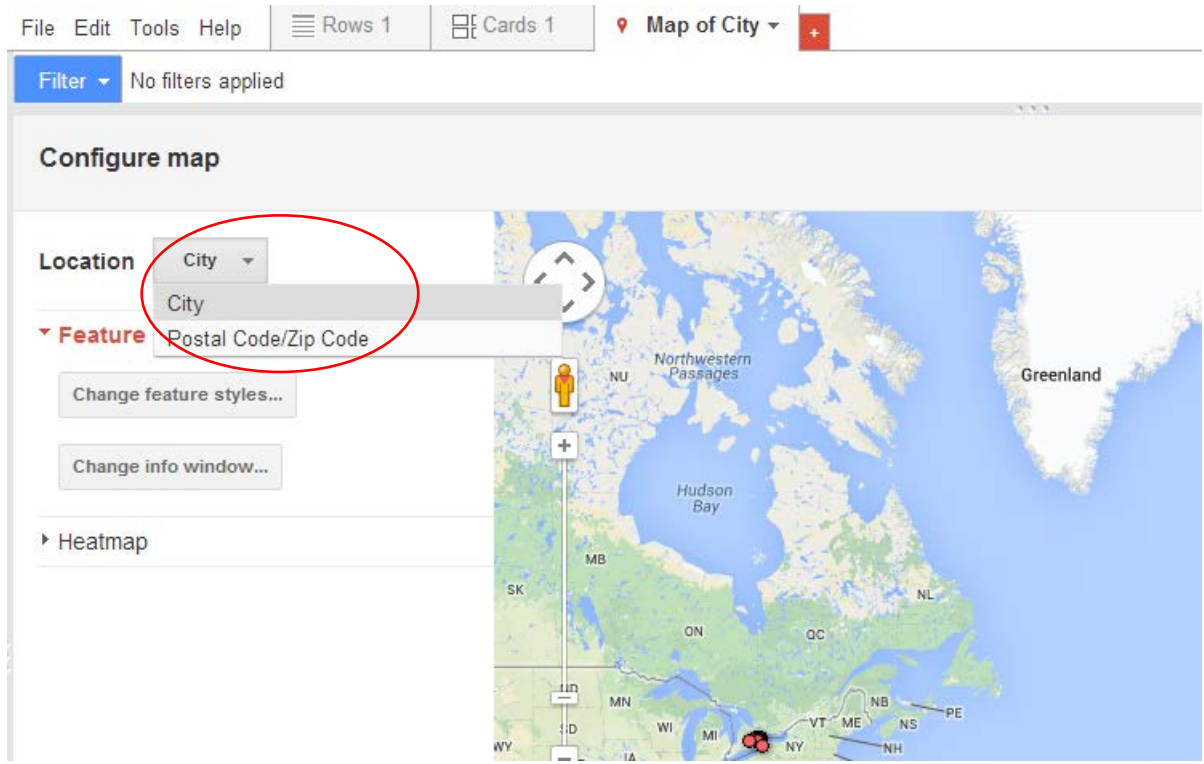 File Edit Tools Help Rows 1 Cards 1 Map of City +
Filter No filters applied
Configure map
Location City
City
Feature
Postal Code/Zip Code
Change feature styles...
Change info window...
Heatmap
Northwestern
Passages
NU
Greenland
+
Hudson
Bay
MB
SK
NL
ON
QC
ND
MN
NB
PE
SD
WI
MI
VT
ME
NS
WY
IA
NY
NH